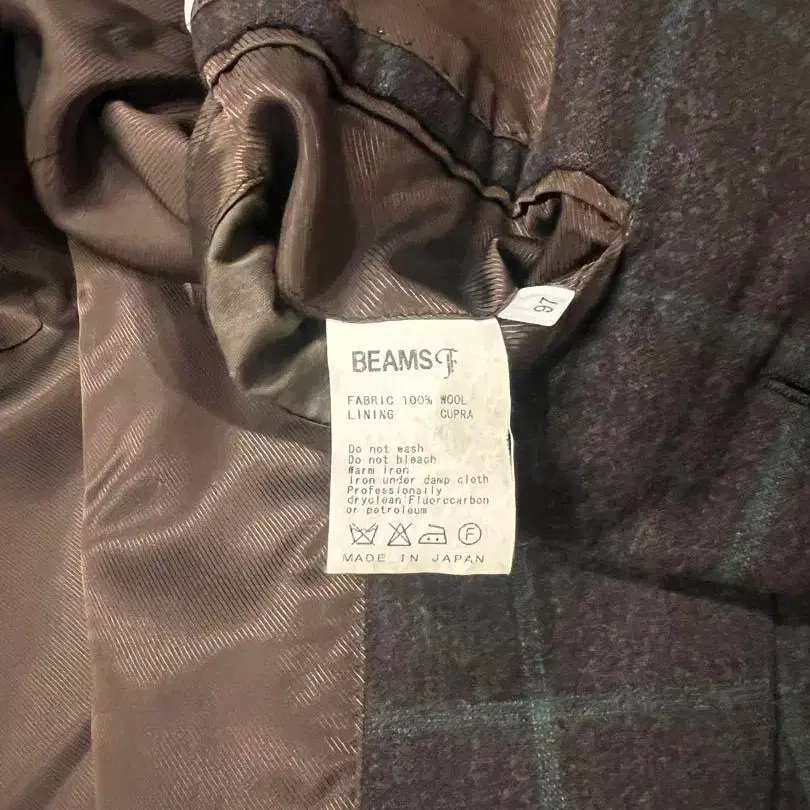 97
BEAMS F
FABRIC 100% WOOL
LINING CUPRA
Do not wash
Do not bleach
Warm iron
Iron under damp cloth
Professionally
dryclean Fluorocarbon
or petroleum
F
MADE IN JAPAN